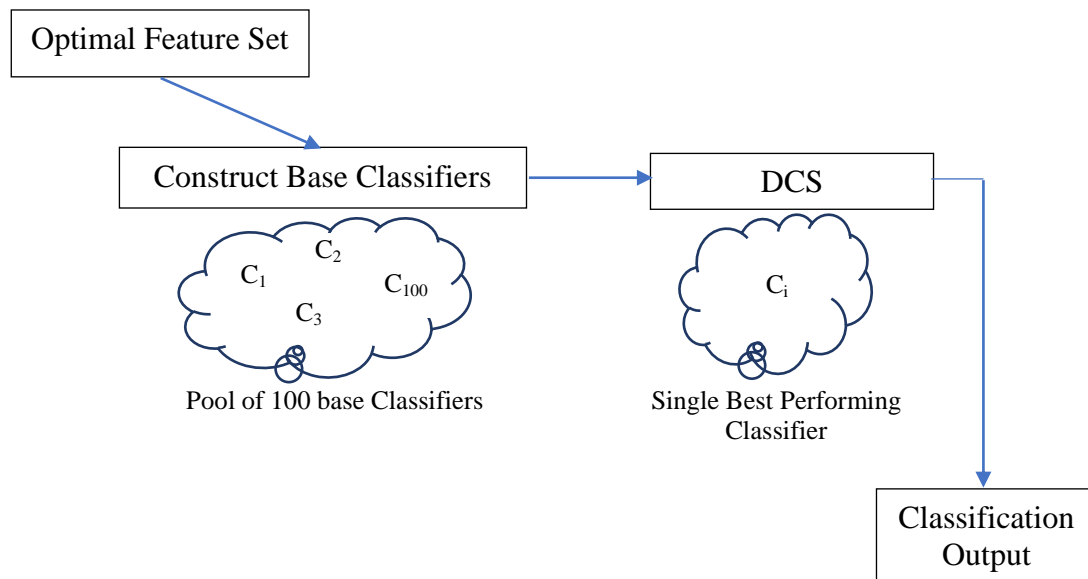 Optimal Feature Set
Construct Base Classifiers
DCS
C₁
C₂
C₃
C₁₀₀
Cᵢ
Pool of 100 base Classifiers
Single Best Performing
Classifier
Classification
Output